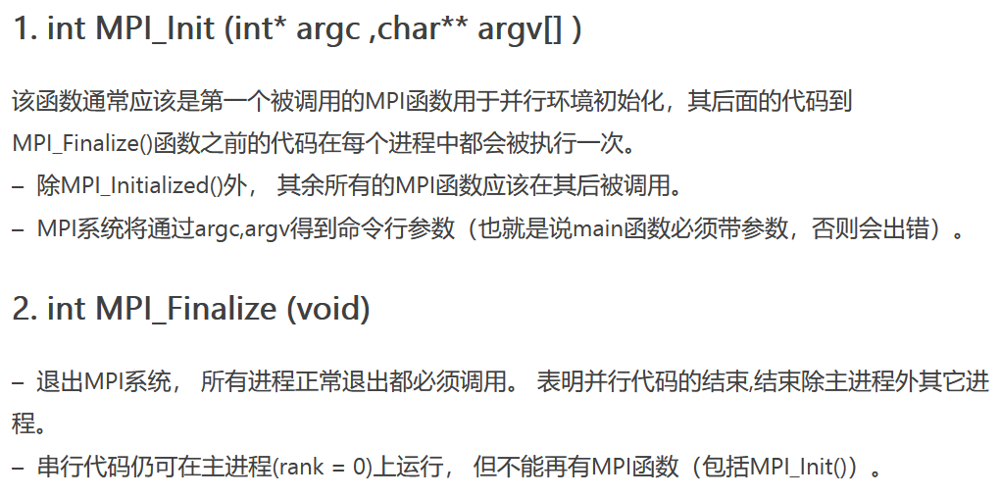 1. int MPI_Init (int* argc ,char** argv[] )
该函数通常应该是第一个被调用的MPI函数用于并行环境初始化，其后面的代码到
MPI_Finalize()函数之前的代码在每个进程中都会被执行一次。
– 除MPI_Initialized()外， 其余所有的MPI函数应该在其后被调用。
– MPI系统将通过argc,argv得到命令行参数（也就是说main函数必须带参数，否则会出错）。
2. int MPI_Finalize (void)
– 退出MPI系统， 所有进程正常退出都必须调用。 表明并行代码的结束,结束除主进程外其它进
程。
– 串行代码仍可在主进程(rank = 0)上运行， 但不能再有MPI函数（包括MPI_Init()）。